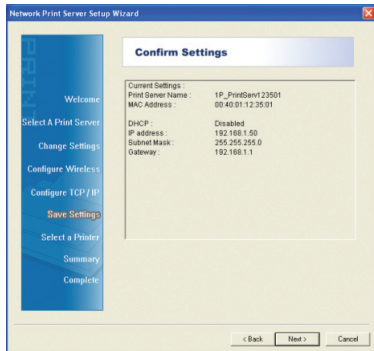 Network Print Server Setup Wizard
Confirm Settings
PRINT
Welcome
Select A Print Server
Change Settings
Configure Wireless
Configure TCP / IP
Save Settings
Select a Printer
Summary
Complete
Current Settings :
Print Server Name : 1P_PrintServ123501
MAC Address : 00:40:01:12:35:01
DHCP : Disabled
IP address : 192.168.1.50
Subnet Mask : 255.255.255.0
Gateway : 192.168.1.1
< Back Next > Cancel